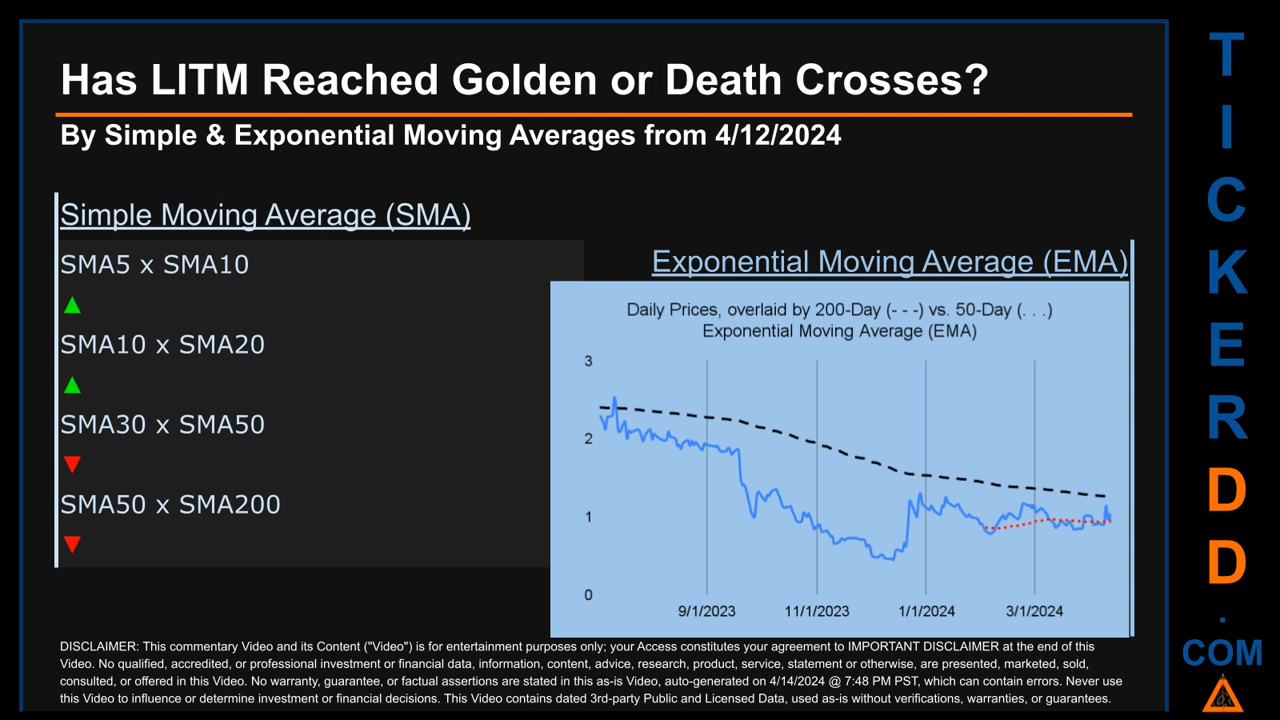 Has LITM Reached Golden or Death Crosses?
By Simple & Exponential Moving Averages from 4/12/2024
Simple Moving Average (SMA)
SMA5 x SMA10
▲
SMA10 x SMA20
▲
SMA30 x SMA50
▼
SMA50 x SMA200
▼
Exponential Moving Average (EMA)
Daily Prices, overlaid by 200-Day (- - -) vs. 50-Day (. . .)
Exponential Moving Average (EMA)
3
2
1
0
9/1/2023 11/1/2023 1/1/2024 3/1/2024
DISCLAIMER: This commentary Video and its Content ("Video") is for entertainment purposes only; your Access constitutes your agreement to IMPORTANT DISCLAIMER at the end of this
Video. No qualified, accredited, or professional investment or financial data, information, content, advice, research, product, service, statement or otherwise, are presented, marketed, sold,
consulted, or offered in this Video. No warranty, guarantee, or factual assertions are stated in this as-is Video, auto-generated on 4/14/2024 @ 7:48 PM PST, which can contain errors. Never use
this Video to influence or determine investment or financial decisions. This Video contains dated 3rd-party Public and Licensed Data, used as-is without verifications, warranties, or guarantees.
T
I
C
K
E
R
D
D
.
COM